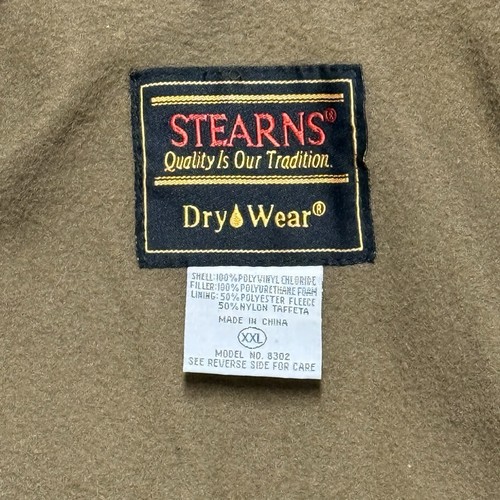 STEARNS®
Quality Is Our Tradition.
Dry Wear®
SHELL: 100% POLYVINYL CHLORIDE
FILLER: 100% POLYURETHANE FOAM
LINING: 50% POLYESTER FLEECE
50% NYLON TAFFETA
MADE IN CHINA
XXL
MODEL NO. 8302
SEE REVERSE SIDE FOR CARE